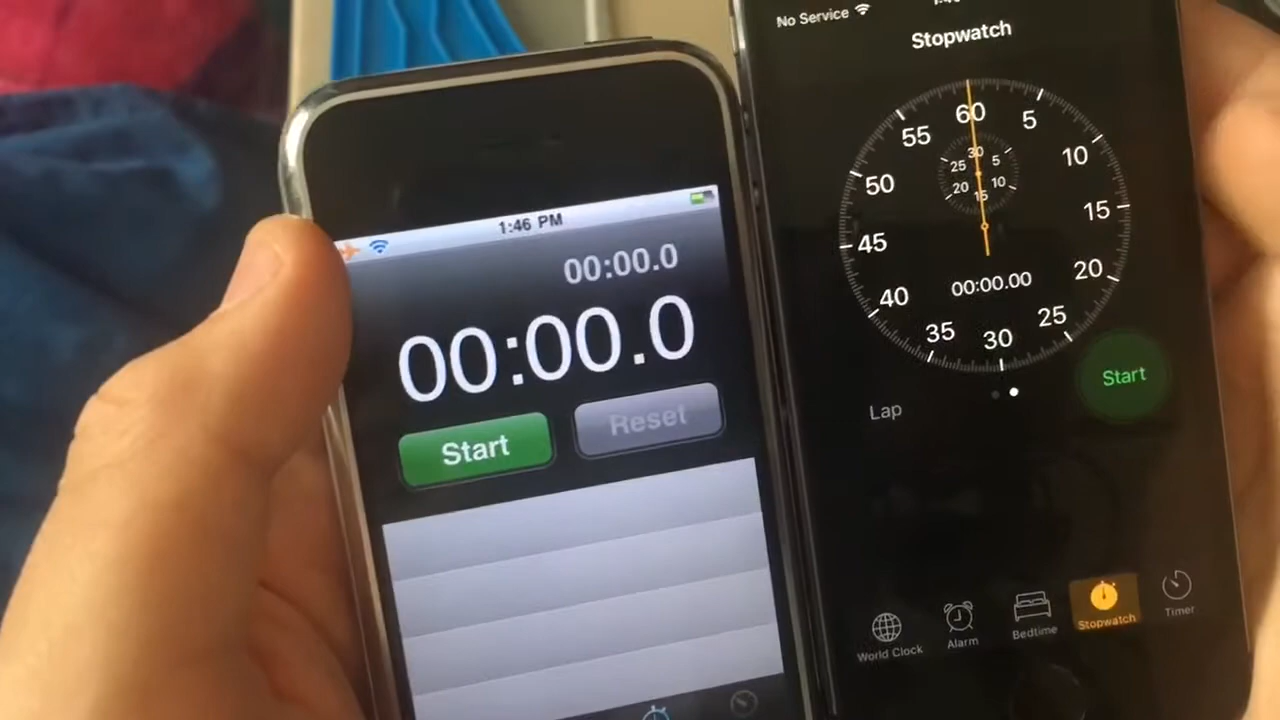 1:46 PM
00:00.0
00:00.0
Start
Reset
No Service
Stopwatch
60
5
10
15
20
25
30
35
40
45
50
55
30
5
10
15
20
25
00:00.00
Lap
Start
World Clock
Alarm
Bedtime
Stopwatch
Timer